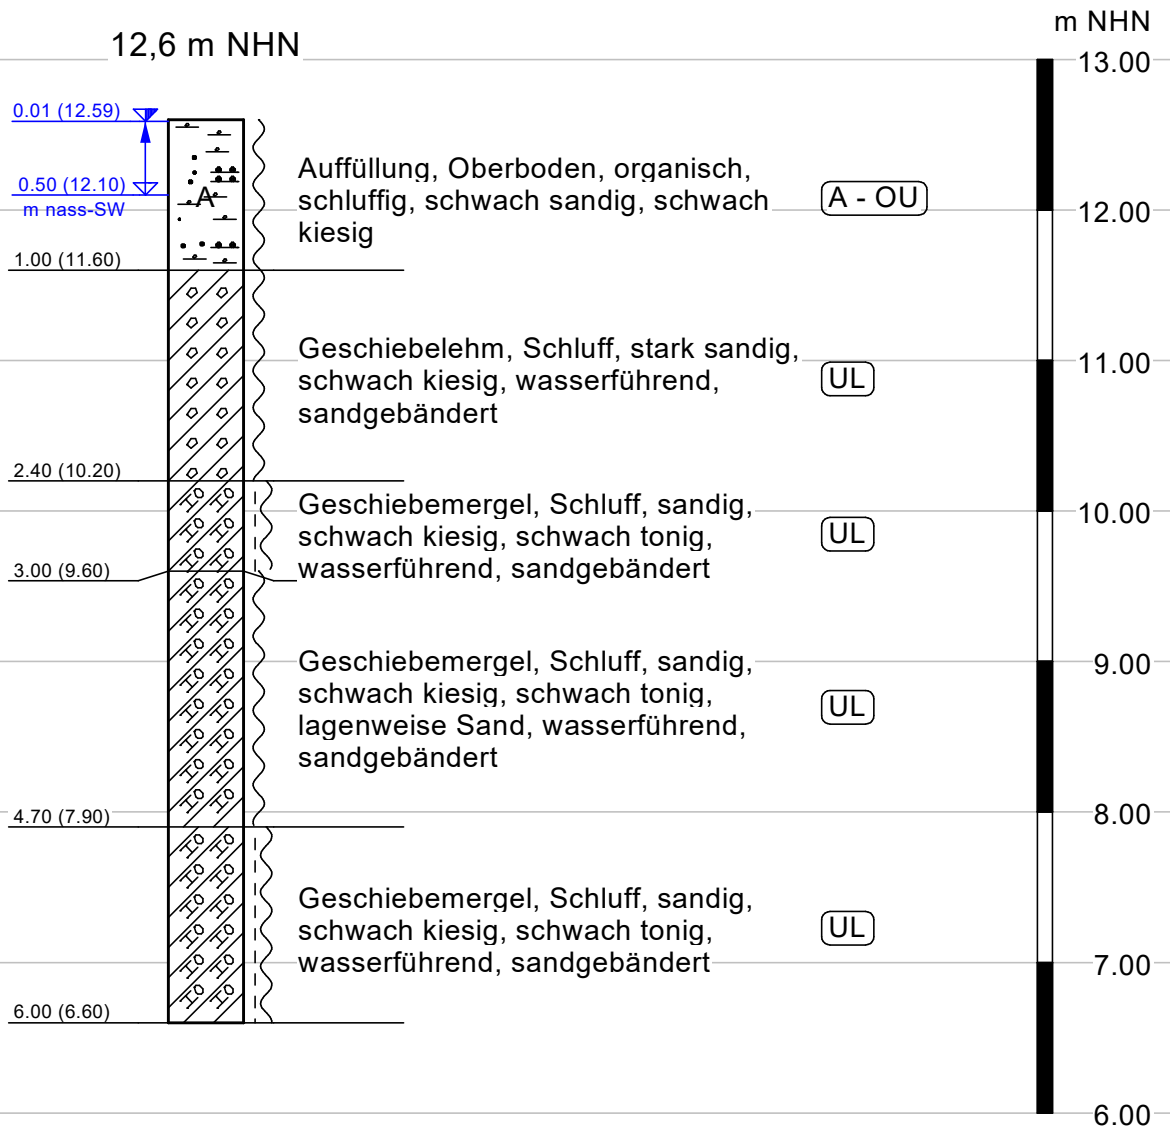 m NHN
12,6 m NHN
13.00
0.01 (12.59)
0.50 (12.10)
m nass-SW
A
Auffüllung, Oberboden, organisch,
schluffig, schwach sandig, schwach
kiesig
A - OU
12.00
1.00 (11.60)
Geschiebelehm, Schluff, stark sandig,
schwach kiesig, wasserführend,
sandgebändert
UL
11.00
2.40 (10.20)
Geschiebemergel, Schluff, sandig,
schwach kiesig, schwach tonig,
wasserführend, sandgebändert
UL
10.00
3.00 (9.60)
Geschiebemergel, Schluff, sandig,
schwach kiesig, schwach tonig,
lagenweise Sand, wasserführend,
sandgebändert
UL
9.00
4.70 (7.90)
8.00
Geschiebemergel, Schluff, sandig,
schwach kiesig, schwach tonig,
wasserführend, sandgebändert
UL
7.00
6.00 (6.60)
6.00